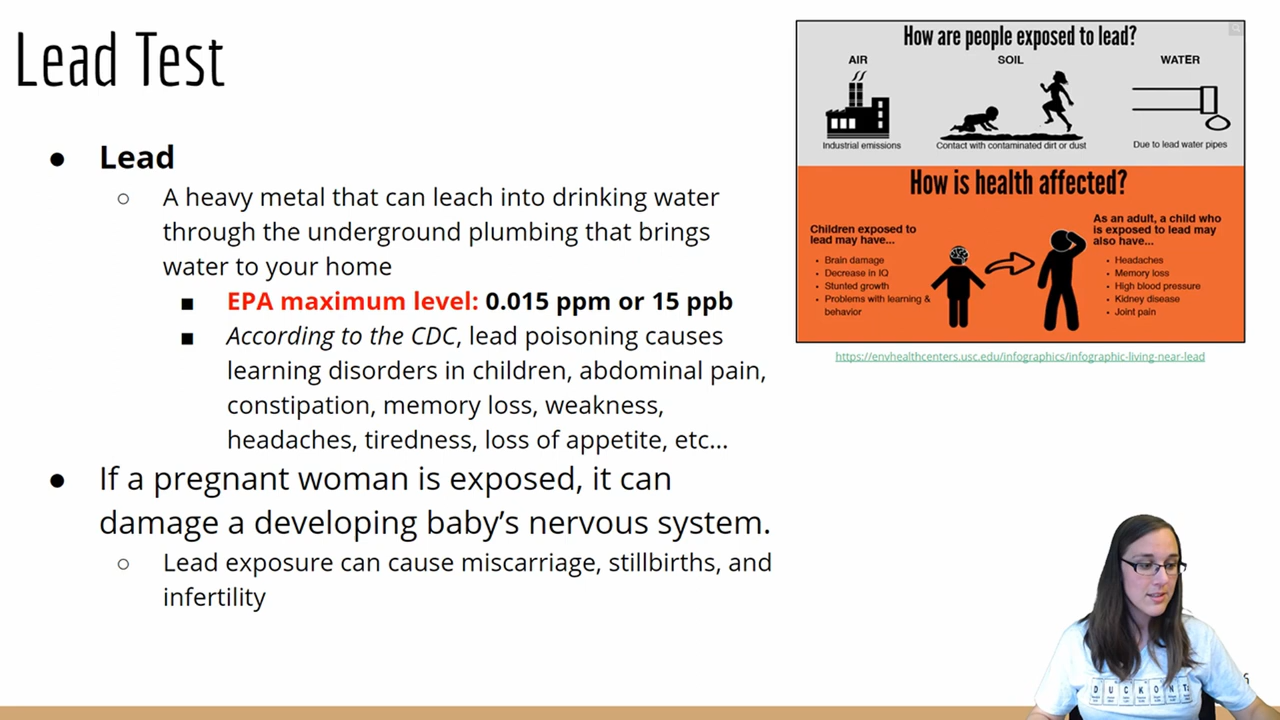 Lead Test
● Lead
○ A heavy metal that can leach into drinking water
through the underground plumbing that brings
water to your home
■ EPA maximum level: 0.015 ppm or 15 ppb
■ According to the CDC, lead poisoning causes
learning disorders in children, abdominal pain,
constipation, memory loss, weakness,
headaches, tiredness, loss of appetite, etc...
● If a pregnant woman is exposed, it can
damage a developing baby’s nervous system.
○ Lead exposure can cause miscarriage, stillbirths, and
infertility
How are people exposed to lead?
AIR SOIL WATER
Industrial emissions Contact with contaminated dirt or dust Due to lead water pipes
How is health affected?
Children exposed to
lead may have...
• Brain damage
• Decrease in IQ
• Stunted growth
• Problems with learning &
behavior
As an adult, a child who
is exposed to lead may
also have...
• Headaches
• Memory loss
• High blood pressure
• Kidney disease
• Joint pain
https://envhealthcenters.usc.edu/infographics/infographic-living-near-lead
D U C K O N T